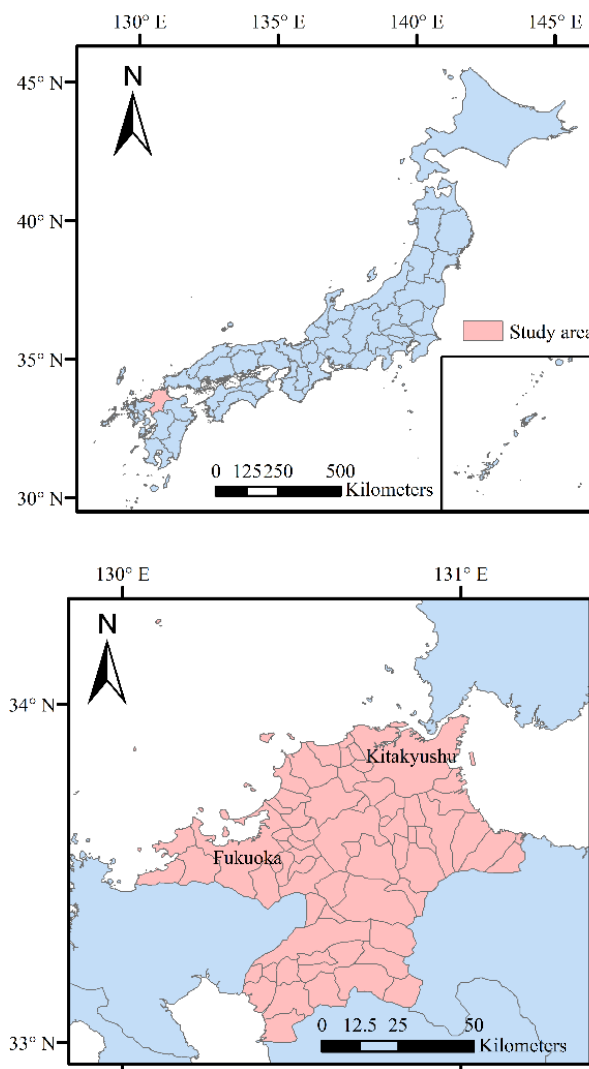 130° E 135° E 140° E 145° E
45° N
N
40° N
35° N
Study area
30° N
0 125 250 500
Kilometers
130° E 131° E
N
34° N
Kitakyushu
Fukuoka
33° N
0 12.5 25 50
Kilometers